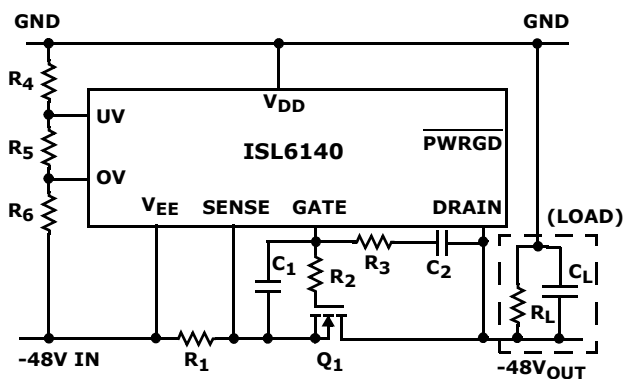 GND GND
R4
VDD
UV
R5 ISL6140 PWRGD
OV
R6 VEE SENSE GATE DRAIN
(LOAD)
C1 R2 R3 C2 CL
RL
-48V IN R1 Q1 -48VOUT